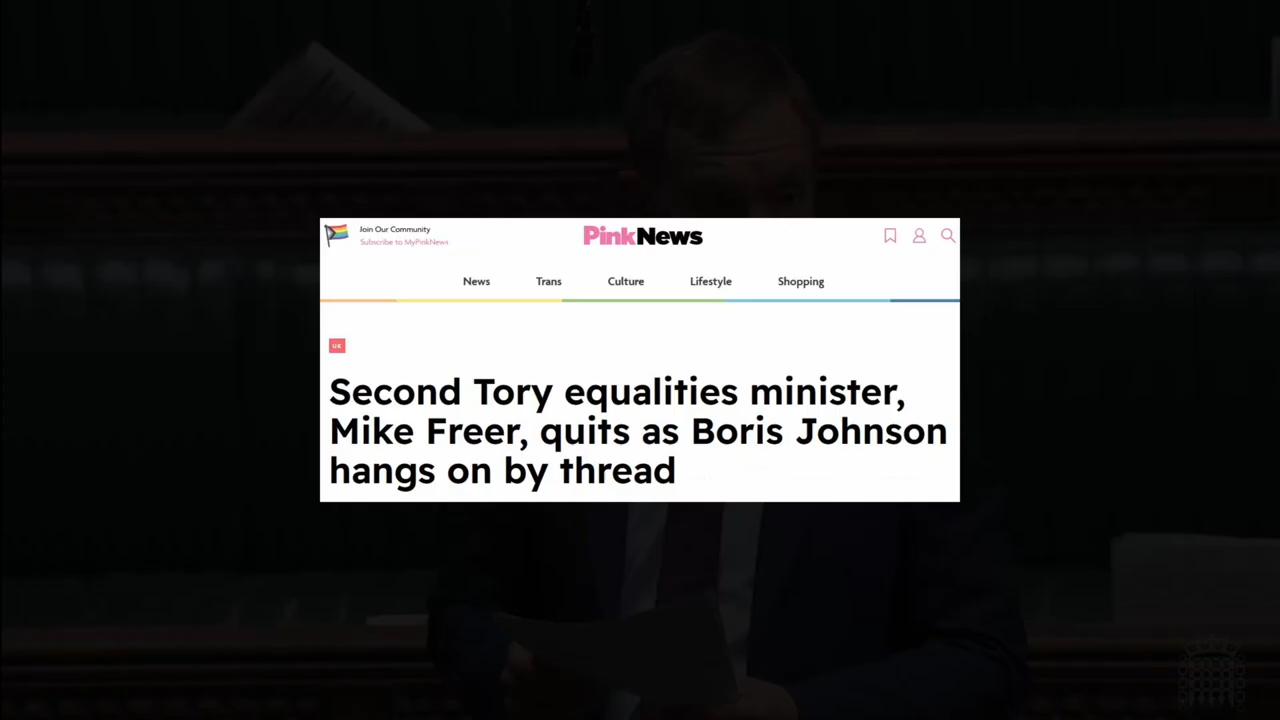 Join Our Community
Subscribe to MyPinkNews
PinkNews
News Trans Culture Lifestyle Shopping
UK
Second Tory equalities minister,
Mike Freer, quits as Boris Johnson
hangs on by thread